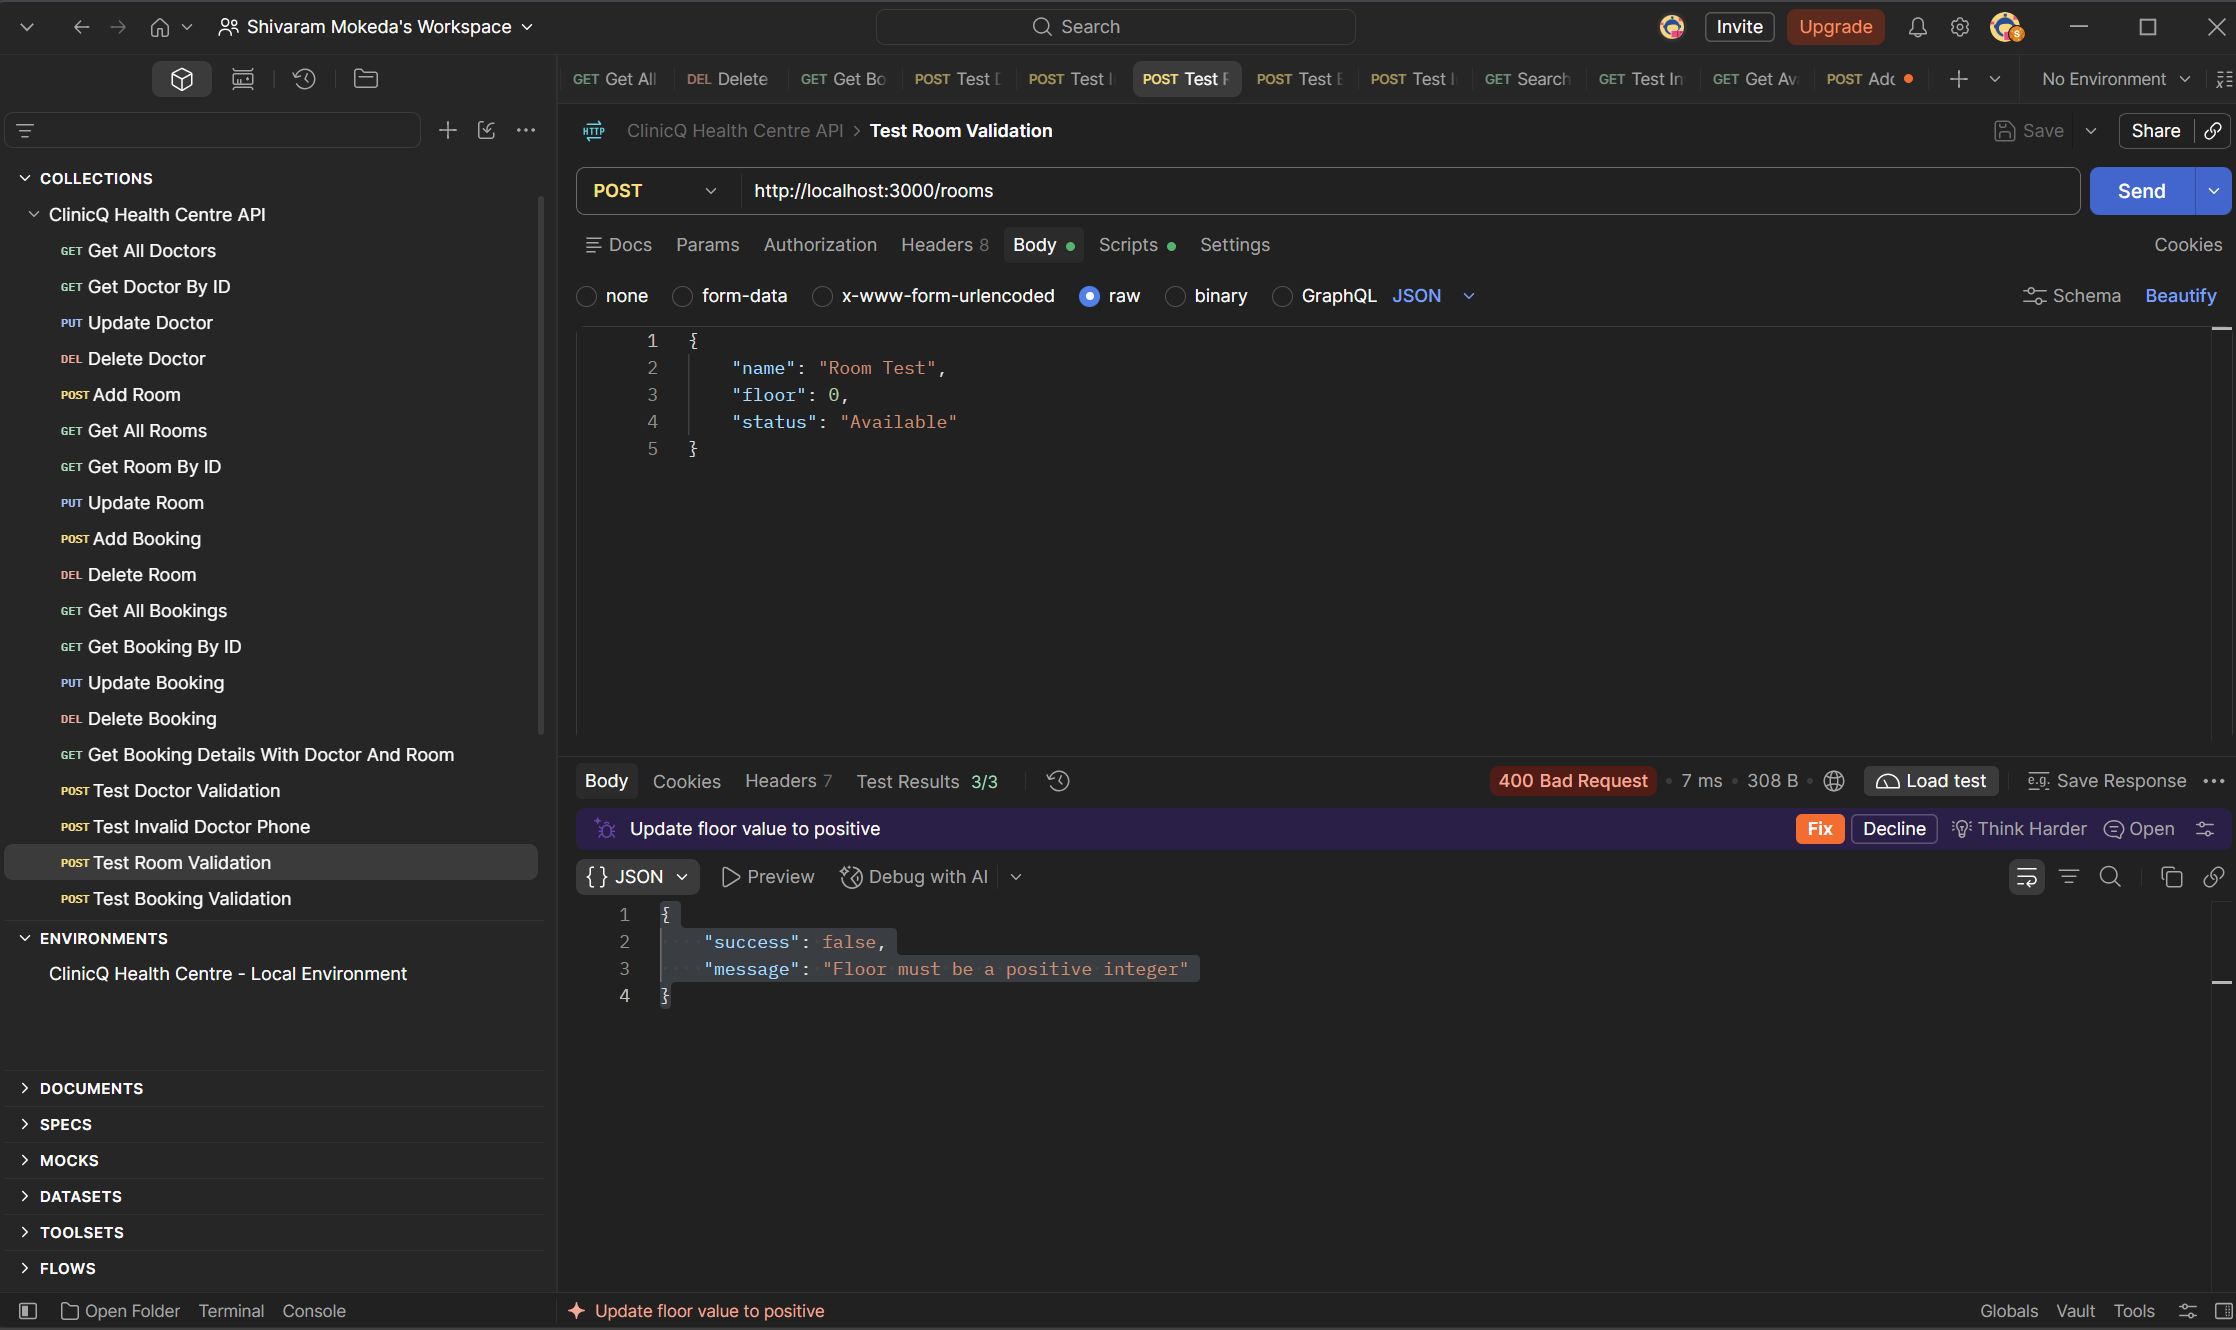 Shivaram Mokeda's Workspace
Search
Invite
Upgrade
GET Get All
DEL Delete
GET Get Bo
POST Test D
POST Test I
POST Test F
POST Test E
POST Test I
GET Search
GET Test In
GET Get Av
POST Adc
No Environment
ClinicQ Health Centre API > Test Room Validation
Save
Share
COLLECTIONS
ClinicQ Health Centre API
GET Get All Doctors
GET Get Doctor By ID
PUT Update Doctor
DEL Delete Doctor
POST Add Room
GET Get All Rooms
GET Get Room By ID
PUT Update Room
POST Add Booking
DEL Delete Room
GET Get All Bookings
GET Get Booking By ID
PUT Update Booking
DEL Delete Booking
GET Get Booking Details With Doctor And Room
POST Test Doctor Validation
POST Test Invalid Doctor Phone
POST Test Room Validation
POST Test Booking Validation
ENVIRONMENTS
ClinicQ Health Centre - Local Environment
DOCUMENTS
SPECS
MOCKS
DATASETS
TOOLSETS
FLOWS
HTTP
POST
http://localhost:3000/rooms
Send
Docs
Params
Authorization
Headers 8
Body
Scripts
Settings
Cookies
none
form-data
x-www-form-urlencoded
raw
binary
GraphQL
JSON
Schema
Beautify
1 {
2 "name": "Room Test",
3 "floor": 0,
4 "status": "Available"
5 }
Body
Cookies
Headers 7
Test Results 3/3
400 Bad Request
7 ms
308 B
Load test
e.g. Save Response
Update floor value to positive
Fix
Decline
Think Harder
Open
{} JSON
Preview
Debug with AI
1 {
2 "success": false,
3 "message": "Floor must be a positive integer"
4 }
Open Folder
Terminal
Console
Update floor value to positive
Globals
Vault
Tools